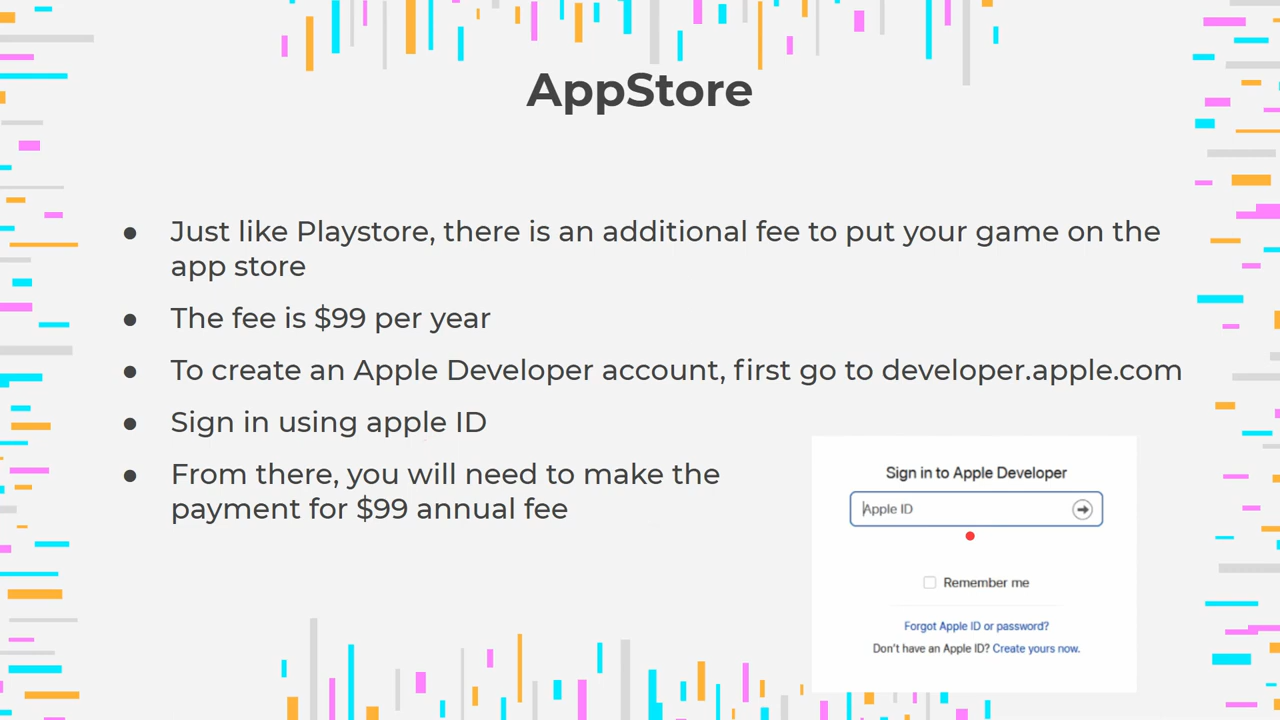 AppStore
● Just like Playstore, there is an additional fee to put your game on the
app store
● The fee is $99 per year
● To create an Apple Developer account, first go to developer.apple.com
● Sign in using apple ID
● From there, you will need to make the
payment for $99 annual fee
Sign in to Apple Developer
Apple ID
Remember me
Forgot Apple ID or password?
Don't have an Apple ID? Create yours now.